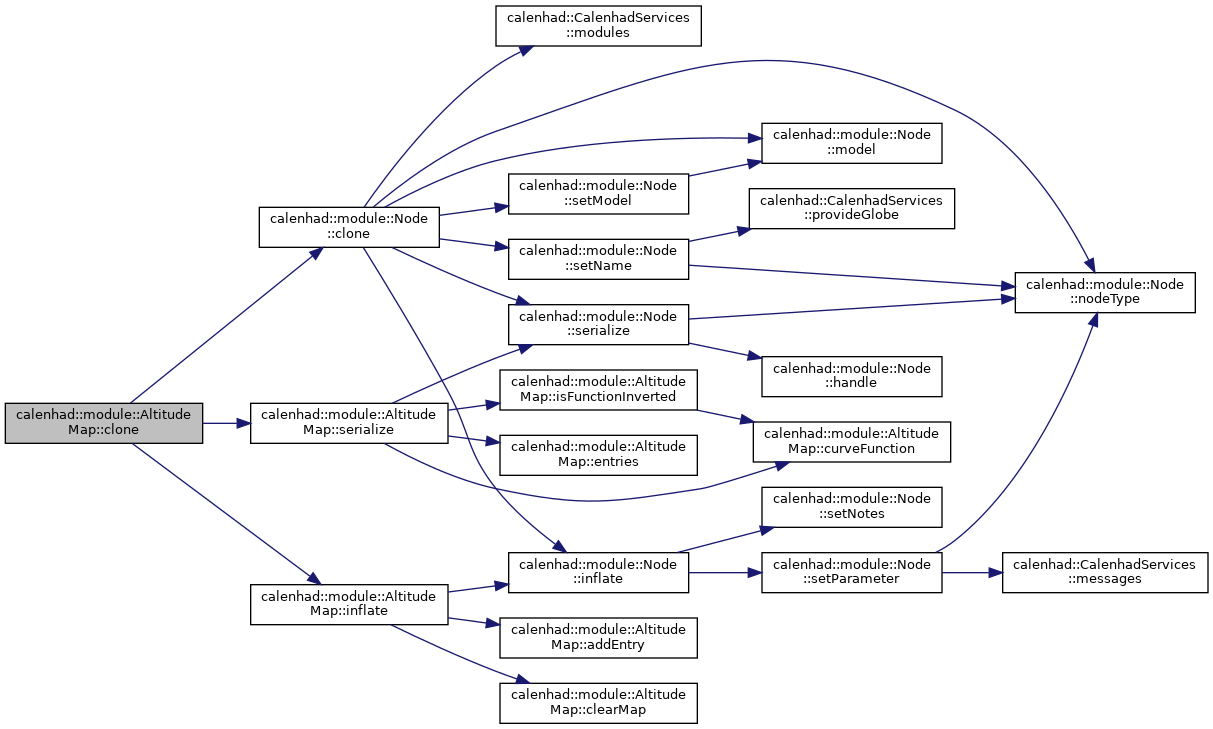 calenhad::CalenhadServices
::modules
calenhad::module::Node
::model
calenhad::module::Node
::setModel
calenhad::CalenhadServices
::provideGlobe
calenhad::module::Node
::clone
calenhad::module::Node
::setName
calenhad::module::Node
::nodeType
calenhad::module::Node
::serialize
calenhad::module::Node
::handle
calenhad::module::Altitude
Map::isFunctionInverted
calenhad::module::Altitude
Map::clone
calenhad::module::Altitude
Map::serialize
calenhad::module::Altitude
Map::curveFunction
calenhad::module::Altitude
Map::entries
calenhad::module::Node
::setNotes
calenhad::module::Node
::inflate
calenhad::module::Node
::setParameter
calenhad::CalenhadServices
::messages
calenhad::module::Altitude
Map::inflate
calenhad::module::Altitude
Map::addEntry
calenhad::module::Altitude
Map::clearMap